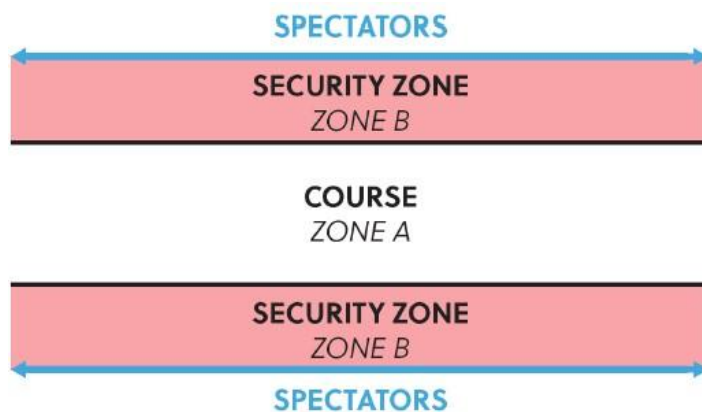 SPECTATORS
SECURITY ZONE
ZONE B
COURSE
ZONE A
SECURITY ZONE
ZONE B
SPECTATORS